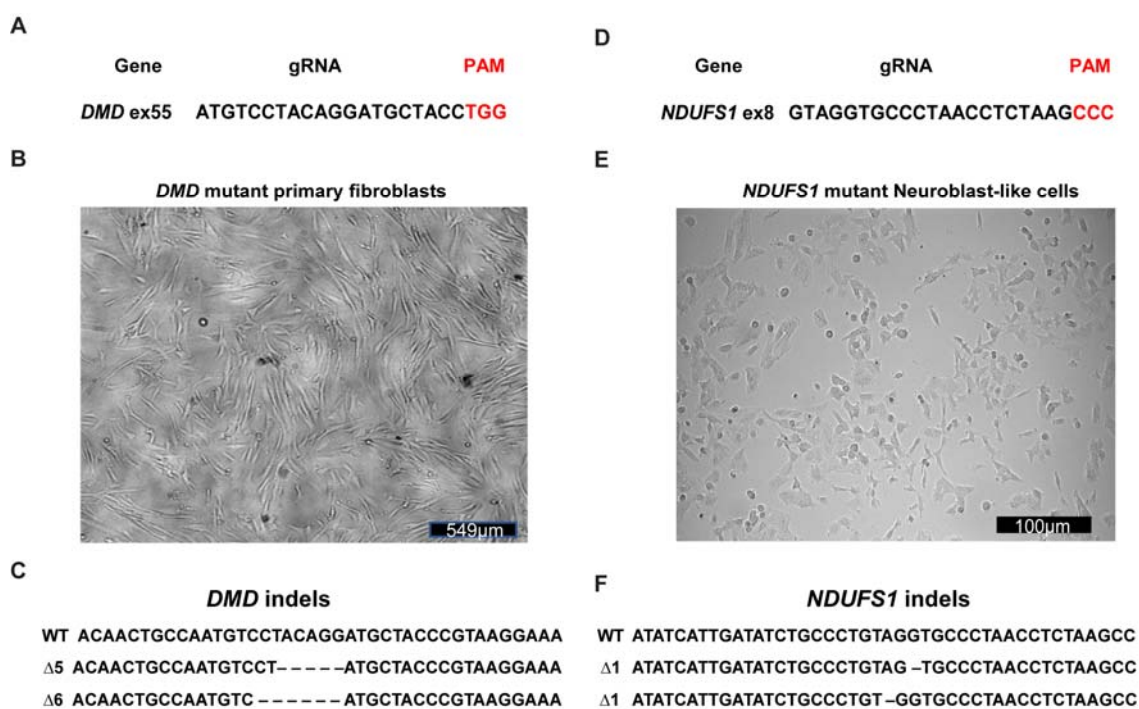 A
Gene gRNA PAM
DMD ex55 ATGTCCTACAGGATGCTACCTGG
B
DMD mutant primary fibroblasts
549µm
C
DMD indels
WT ACAACTGCCAATGTCCTACAGGATGCTACCCGTAAGGAAA
Δ5 ACAACTGCCAATGTCCT–––––ATGCTACCCGTAAGGAAA
Δ6 ACAACTGCCAATGTC––––––ATGCTACCCGTAAGGAAA
D
Gene gRNA PAM
NDUFS1 ex8 GTAGGTGCCCTAACCTCTAAGCCC
E
NDUFS1 mutant Neuroblast-like cells
100µm
F
NDUFS1 indels
WT ATATCATTGATATCTGCCCTGTAGGTGCCCTAACCTCTAAGCC
Δ1 ATATCATTGATATCTGCCCTGTAG–TGCCCTAACCTCTAAGCC
Δ1 ATATCATTGATATCTGCCCTGT–GGTGCCCTAACCTCTAAGCC